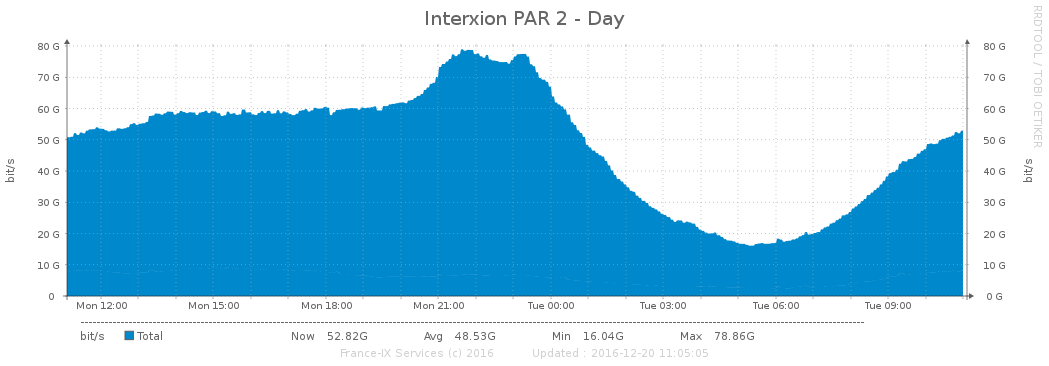 Interxion PAR 2 - Day
RRDTOOL / TOBI OETIKER
80 G 80 G
70 G 70 G
60 G 60 G
50 G 50 G
40 G 40 G
30 G 30 G
20 G 20 G
10 G 10 G
0 0 G
bit/s
bit/s
Mon 12:00 Mon 15:00 Mon 18:00 Mon 21:00 Tue 00:00 Tue 03:00 Tue 06:00 Tue 09:00
bit/s Total Now 52.82G Avg 48.53G Min 16.04G Max 78.86G
France-IX Services (c) 2016 Updated : 2016-12-20 11:05:05